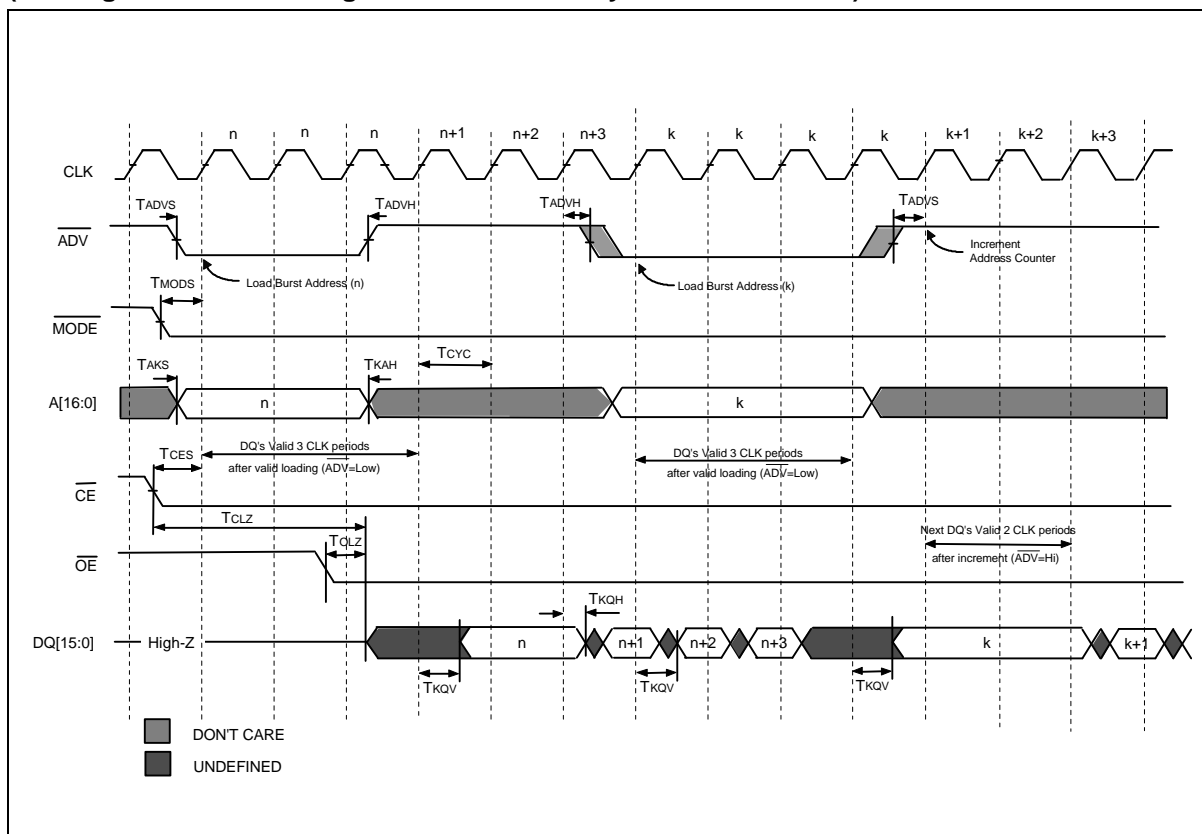 n n n n+1 n+2 n+3 k k k k k+1 k+2 k+3
CLK
TADVS TADVH TADVH TADVS
ADV
Increment
Address Counter
Load Burst Address (n)
Load Burst Address (k)
TMODS
MODE
TCYC
TAKS TKAH
A[16:0] n k
TCES
DQ's Valid 3 CLK periods
after valid loading (ADV=Low)
DQ's Valid 3 CLK periods
after valid loading (ADV=Low)
CE
TCLZ
TOLZ
Next DQ's Valid 2 CLK periods
after increment (ADV=Hi)
OE
TKQH
DQ[15:0] High-Z n n+1 n+2 n+3 k k+1
TKQV TKQV TKQV
DON'T CARE
UNDEFINED